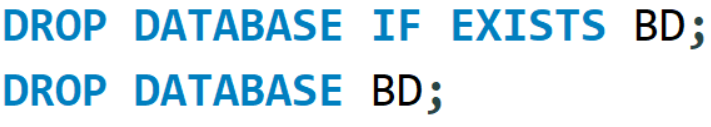 DROP DATABASE IF EXISTS BD;
DROP DATABASE BD;